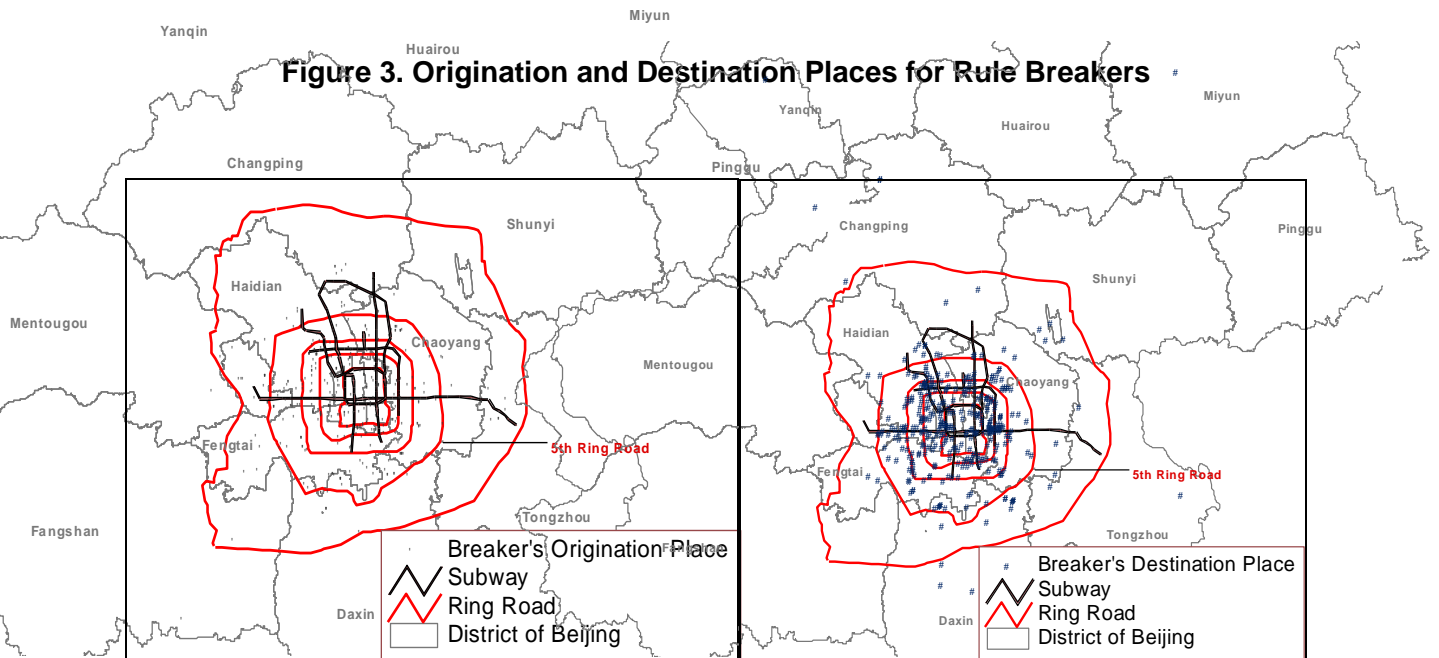 Miyun
Yanqin
Huairou
Figure 3. Origination and Destination Places for Rule Breakers
Miyun
Yanqin
Huairou
Changping
Pinggu
Shunyi
Changping
Pinggu
Shunyi
Haidian
Mentougou
Haidian
Chaoyang
Mentougou
Chaoyang
Fengtai
5th Ring Road
Fengtai
5th Ring Road
Fangshan
Tongzhou
Tongzhou
Fangshan
Breaker's Origination Place
Subway
Ring Road
District of Beijing
Daxin
Breaker's Destination Place
Subway
Ring Road
District of Beijing
Daxin